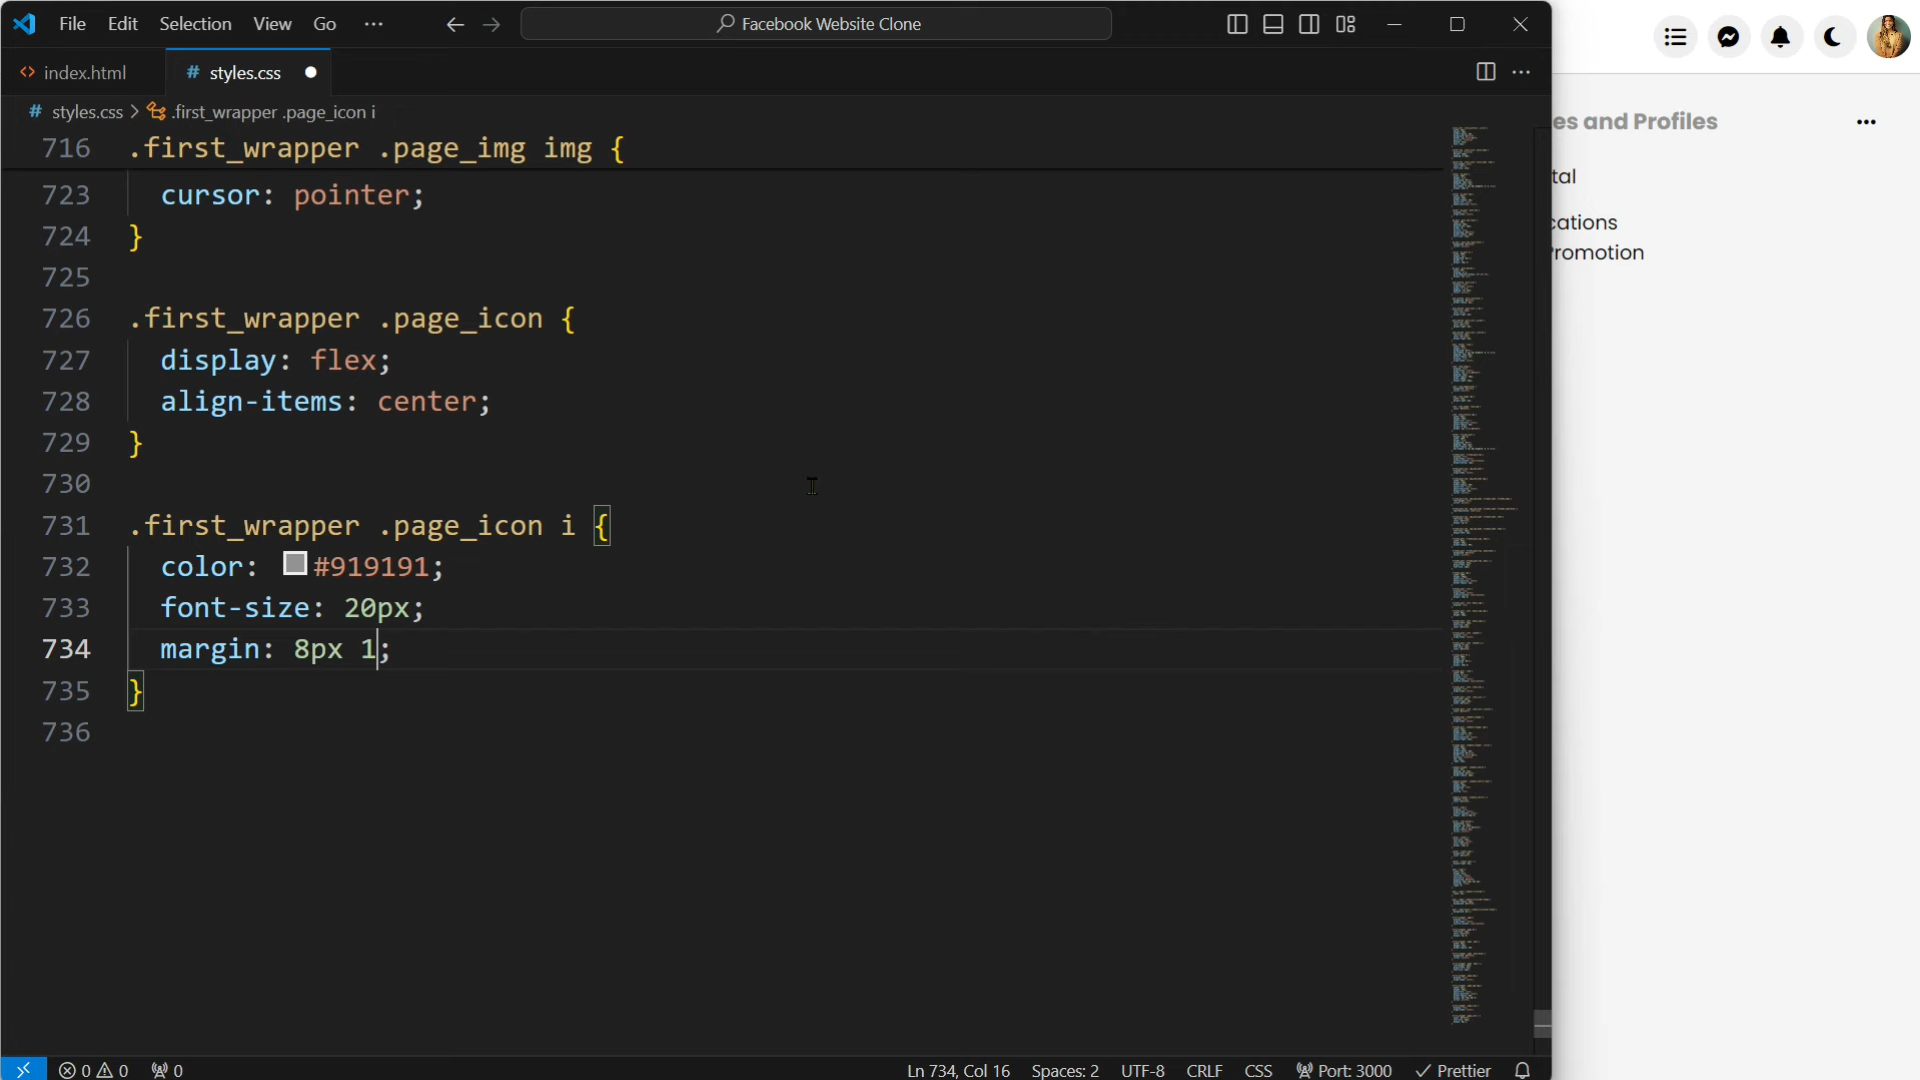 File Edit Selection View Go ··· Facebook Website Clone
index.html styles.css
styles.css > .first_wrapper .page_icon i
716 .first_wrapper .page_img img {
723 cursor: pointer;
724 }
725
726 .first_wrapper .page_icon {
727 display: flex;
728 align-items: center;
729 }
730
731 .first_wrapper .page_icon i {
732 color: #919191;
733 font-size: 20px;
734 margin: 8px 1;
735 }
736
0 0 0 Ln 734, Col 16 Spaces: 2 UTF-8 CRLF CSS Port: 3000 Prettier
es and Profiles
tal
cations
Promotion